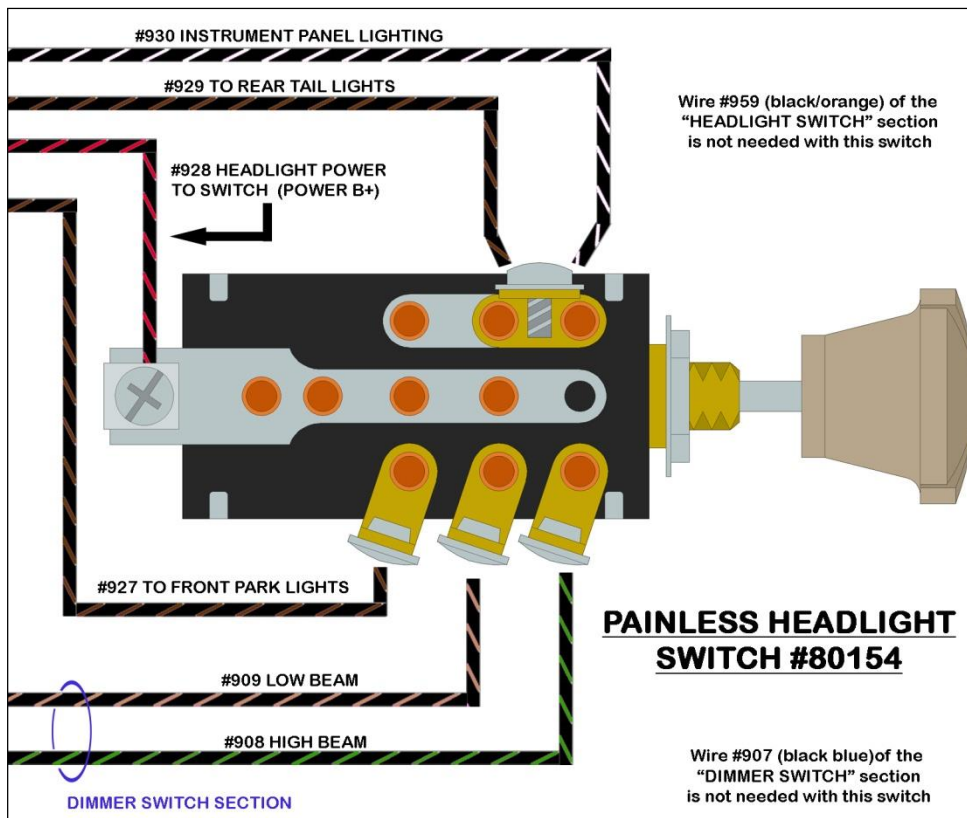 #930 INSTRUMENT PANEL LIGHTING
#929 TO REAR TAIL LIGHTS
Wire #959 (black/orange) of the
“HEADLIGHT SWITCH” section
is not needed with this switch
#928 HEADLIGHT POWER
TO SWITCH (POWER B+)
#927 TO FRONT PARK LIGHTS
PAINLESS HEADLIGHT
SWITCH #80154
#909 LOW BEAM
#908 HIGH BEAM
DIMMER SWITCH SECTION
Wire #907 (black blue)of the
“DIMMER SWITCH” section
is not needed with this switch